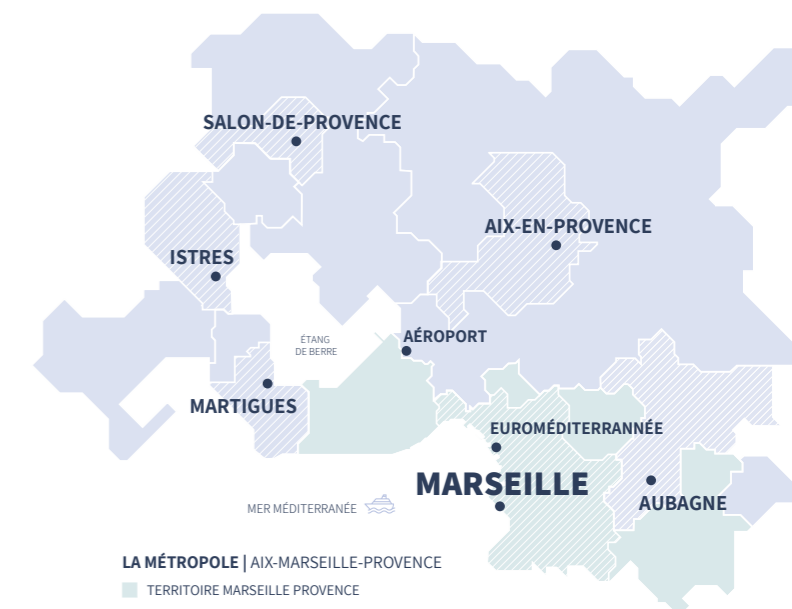 SALON-DE-PROVENCE
AIX-EN-PROVENCE
ISTRES
ÉTANG
DE BERRE
AÉROPORT
MARTIGUES
EUROMÉDITERRANNÉE
MARSEILLE
AUBAGNE
MER MÉDITERRANÉE
LA MÉTROPOLE | AIX-MARSEILLE-PROVENCE
TERRITOIRE MARSEILLE PROVENCE